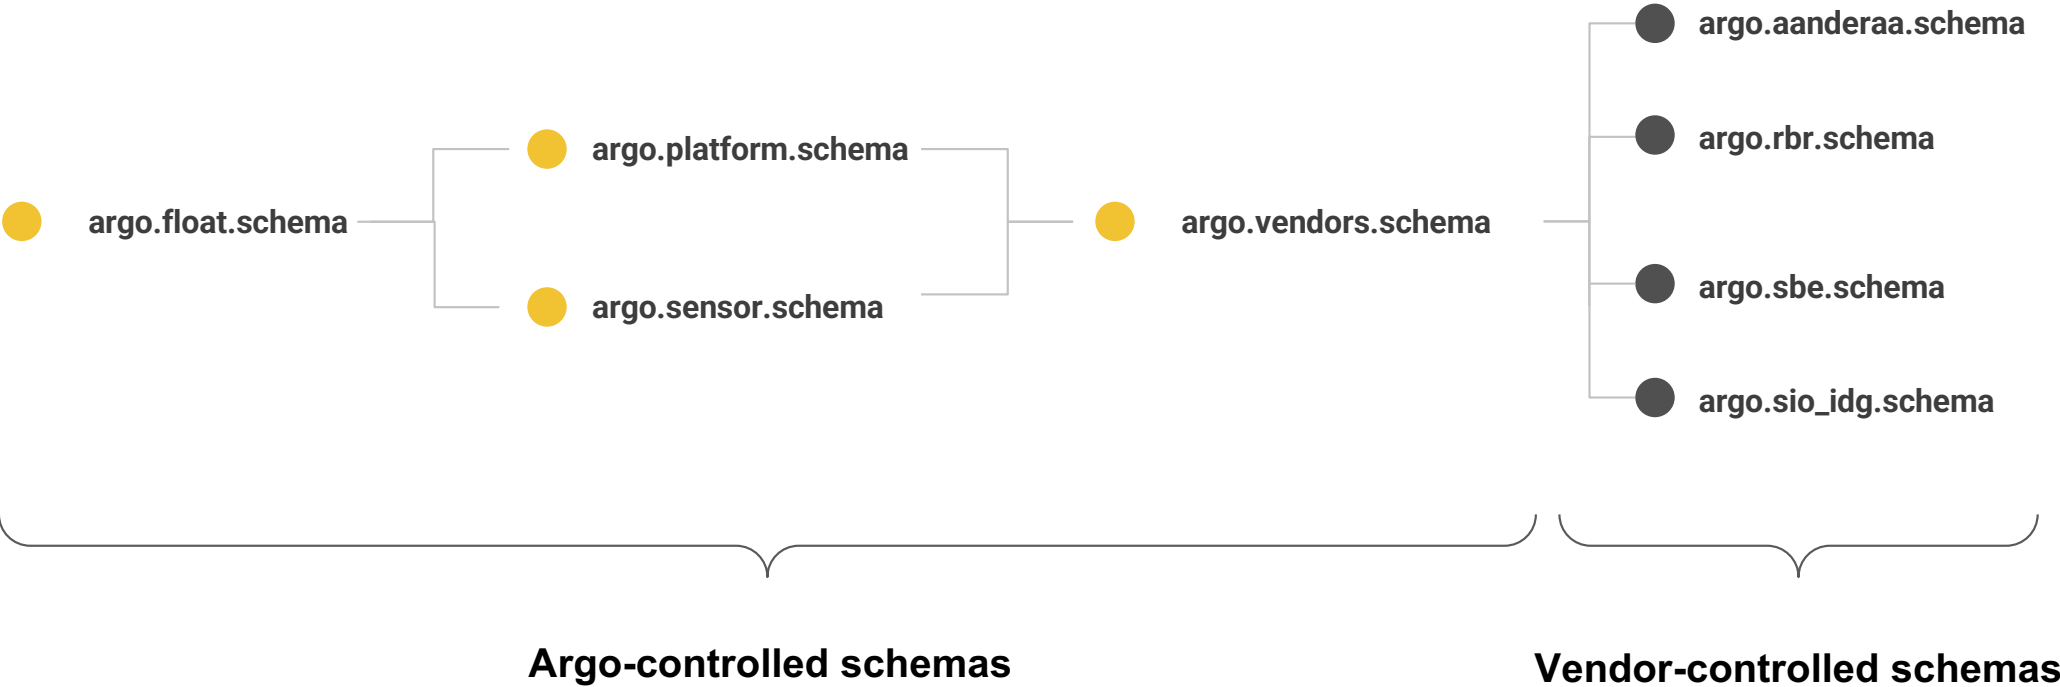 argo.float.schema
argo.platform.schema
argo.sensor.schema
argo.vendors.schema
argo.aanderaa.schema
argo.rbr.schema
argo.sbe.schema
argo.sio_idg.schema
Argo-controlled schemas
Vendor-controlled schemas